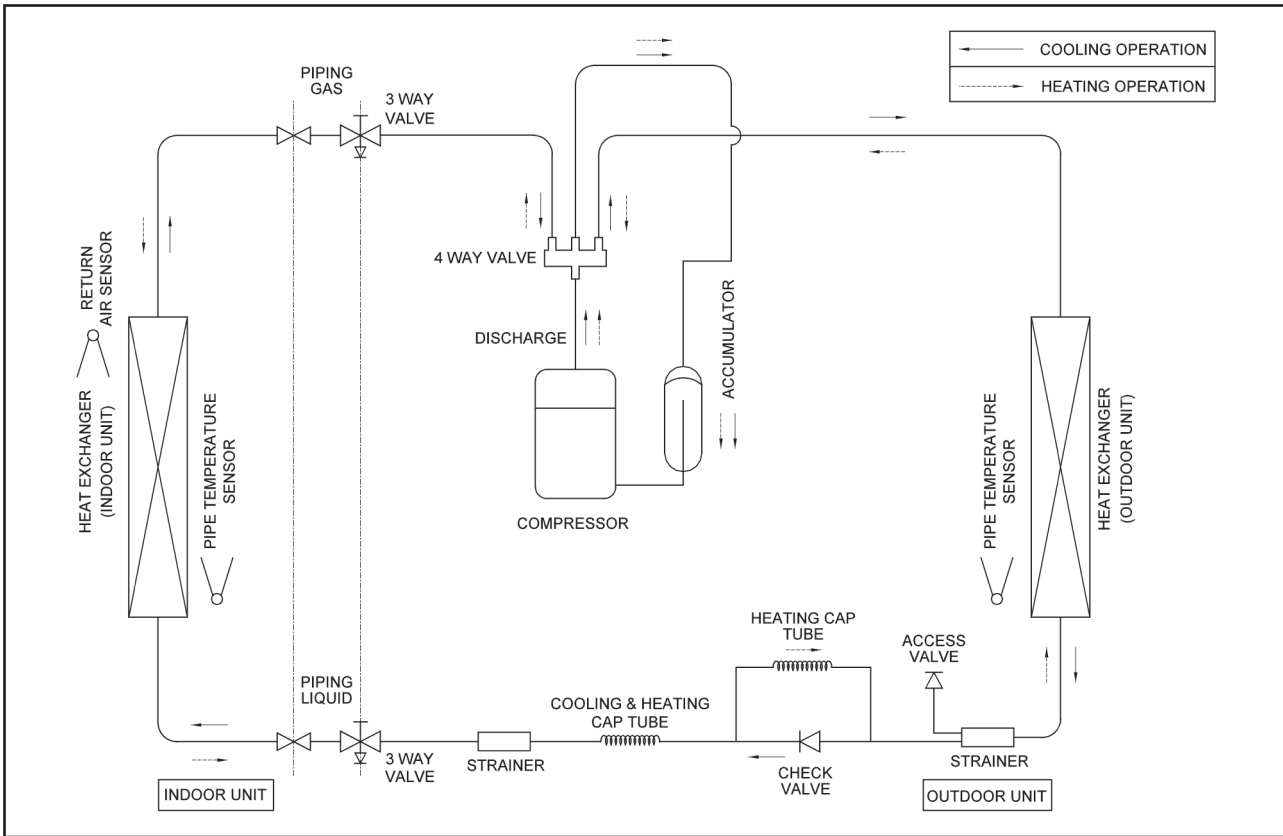 PIPING
GAS
3 WAY
VALVE
COOLING OPERATION
HEATING OPERATION
RETURN
AIR SENSOR
4 WAY VALVE
DISCHARGE
ACCUMULATOR
HEAT EXCHANGER
(INDOOR UNIT)
PIPE TEMPERATURE
SENSOR
COMPRESSOR
PIPE TEMPERATURE
SENSOR
HEAT EXCHANGER
(OUTDOOR UNIT)
HEATING CAP
TUBE
ACCESS
VALVE
PIPING
LIQUID
COOLING & HEATING
CAP TUBE
3 WAY
VALVE
STRAINER
CHECK
VALVE
STRAINER
INDOOR UNIT
OUTDOOR UNIT